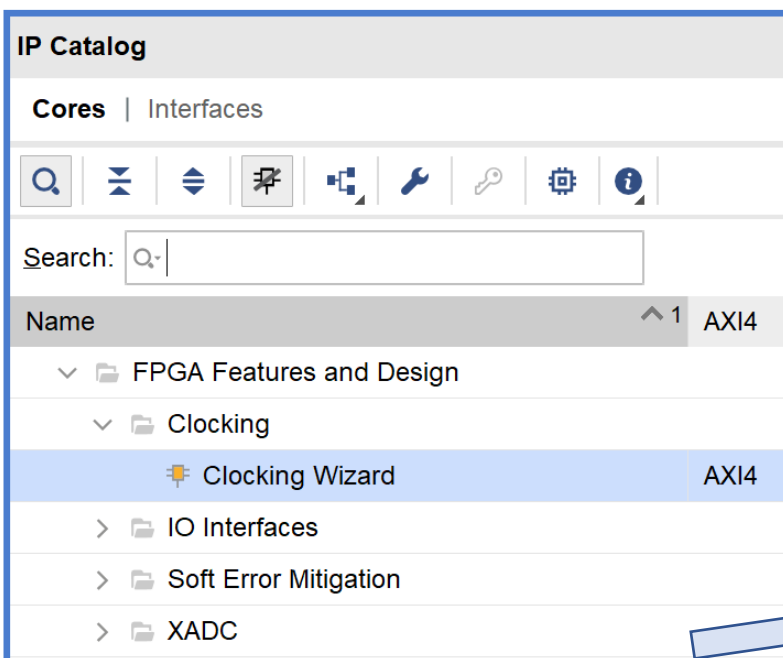 IP Catalog
Cores | Interfaces
Search:
Name 1 AXI4
FPGA Features and Design
Clocking
Clocking Wizard AXI4
IO Interfaces
Soft Error Mitigation
XADC